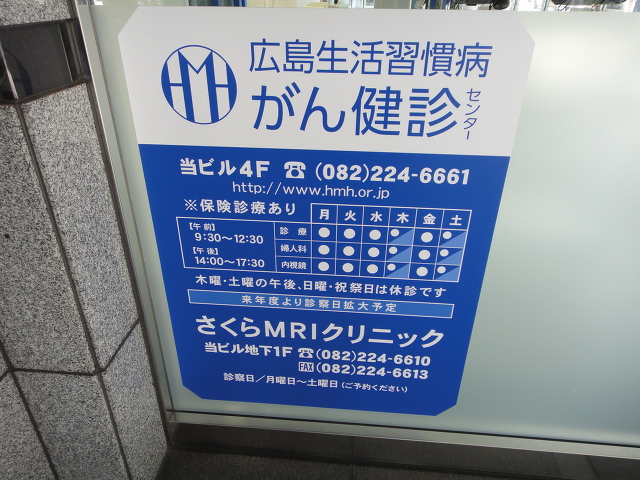 HMH 広島生活習慣病
がん健診センター
当ビル4F ☎ (082)224-6661
http://www.hmh.or.jp
※保険診療あり
月 火 水 木 金 土
【午前】 9:30〜12:30
【午後】 14:00〜17:30
診療 ● ● ● ● ● ●
婦人科 ● ● ● ● ● ●
内視鏡 ● ● ● ● ● ●
木曜・土曜の午後、日曜・祝祭日は休診です
来年度より診察日拡大予定
さくらMRIクリニック
当ビル地下1F ☎ (082)224-6610
FAX (082)224-6613
診察日／月曜日〜土曜日(ご予約ください)